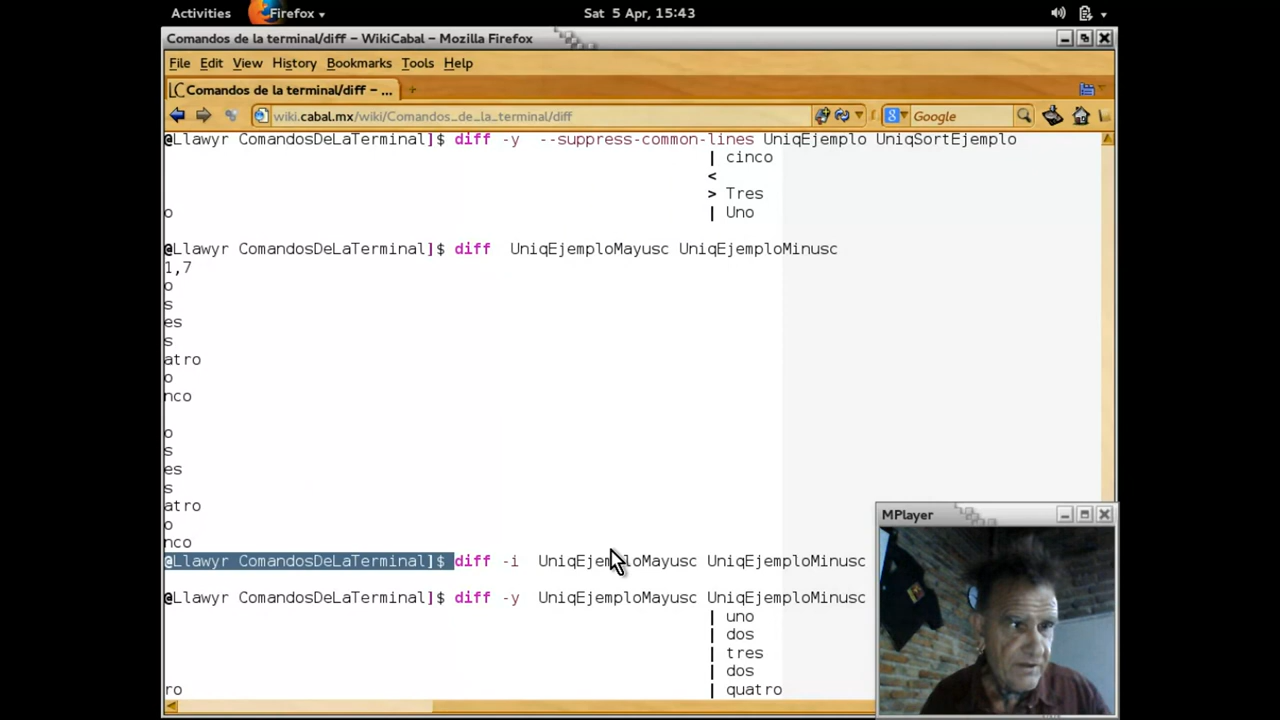 Activities Firefox Sat 5 Apr, 15:43
Comandos de la terminal/diff – WikiCabal – Mozilla Firefox
File Edit View History Bookmarks Tools Help
Comandos de la terminal/diff – ...
wiki.cabal.mx/wiki/Comandos_de_la_terminal/diff Google
@Llawyr ComandosDeLaTerminal]$ diff -y --suppress-common-lines UniqEjemplo UniqSortEjemplo
| cinco
<
> Tres
o | Uno
@Llawyr ComandosDeLaTerminal]$ diff UniqEjemploMayusc UniqEjemploMinusc
1,7
o
s
es
s
atro
o
nco
o
s
es
s
atro
o
nco
@Llawyr ComandosDeLaTerminal]$ diff -i UniqEjemploMayusc UniqEjemploMinusc
@Llawyr ComandosDeLaTerminal]$ diff -y UniqEjemploMayusc UniqEjemploMinusc
| uno
| dos
| tres
| dos
ro | quatro
MPlayer